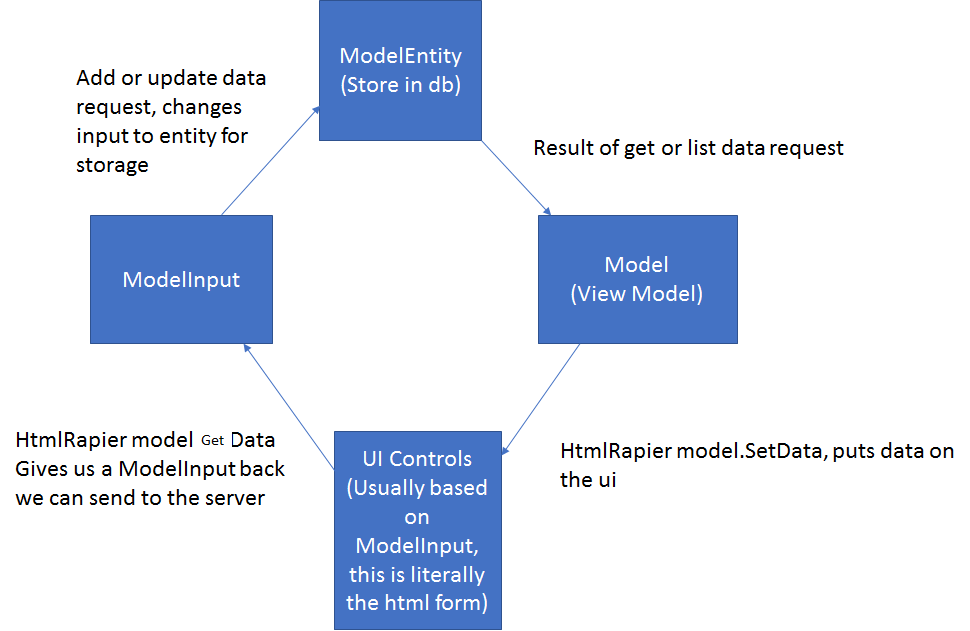 ModelEntity
(Store in db)
Add or update data
request, changes
input to entity for
storage
Result of get or list data request
ModelInput
Model
(View Model)
HtmlRapier model Get Data
Gives us a ModelInput back
we can send to the server
UI Controls
(Usually based
on
ModelInput,
this is literally
the html form)
HtmlRapier model.SetData, puts data on
the ui